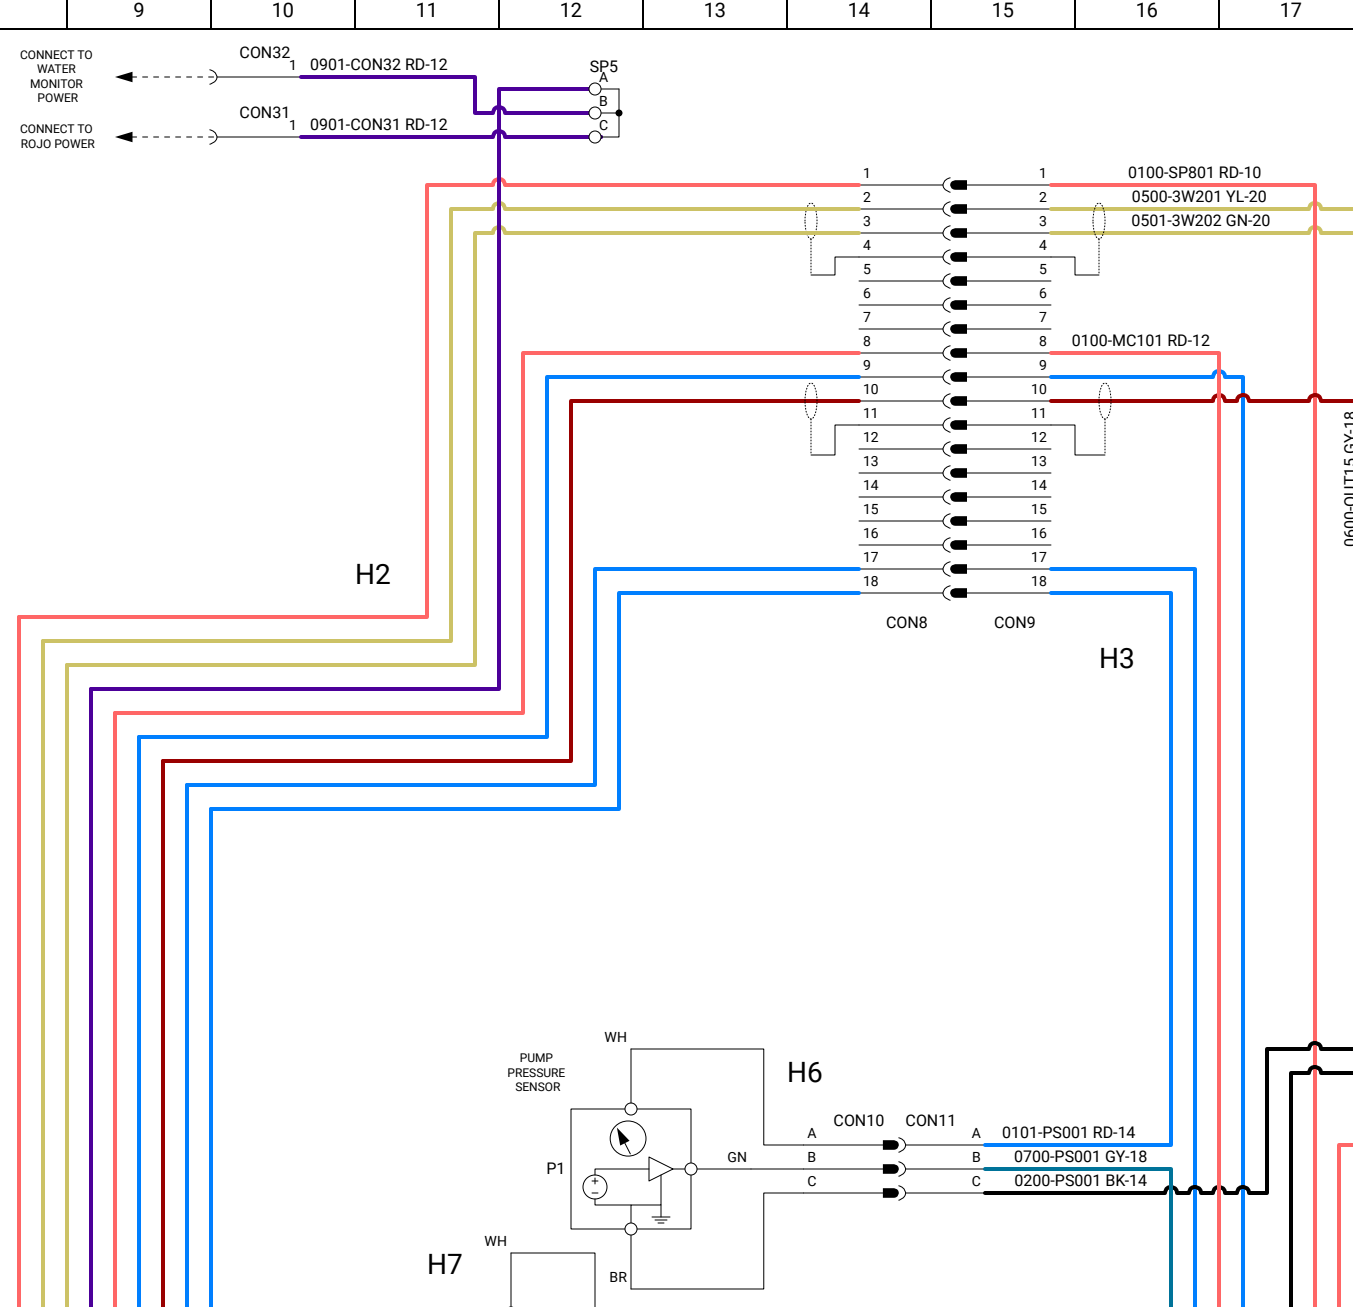 9 10 11 12 13 14 15 16 17
CONNECT TO
WATER
MONITOR
POWER
CON32
1 0901-CON32 RD-12
SP5
A
B
C
CONNECT TO
ROJO POWER
CON31
1 0901-CON31 RD-12
1 1 0100-SP801 RD-10
2 2 0500-3W201 YL-20
3 3 0501-3W202 GN-20
4 4
5 5
6 6
7 7
8 8 0100-MC101 RD-12
9 9
10 10
11 11
12 12
13 13
14 14
15 15
16 16
17 17
18 18
0600-OUT15 GY-18
CON8 CON9
H2
H3
WH
PUMP
PRESSURE
SENSOR
H6
CON10 CON11
A A 0101-PS001 RD-14
P1 GN B B 0700-PS001 GY-18
C C 0200-PS001 BK-14
WH
H7
BR